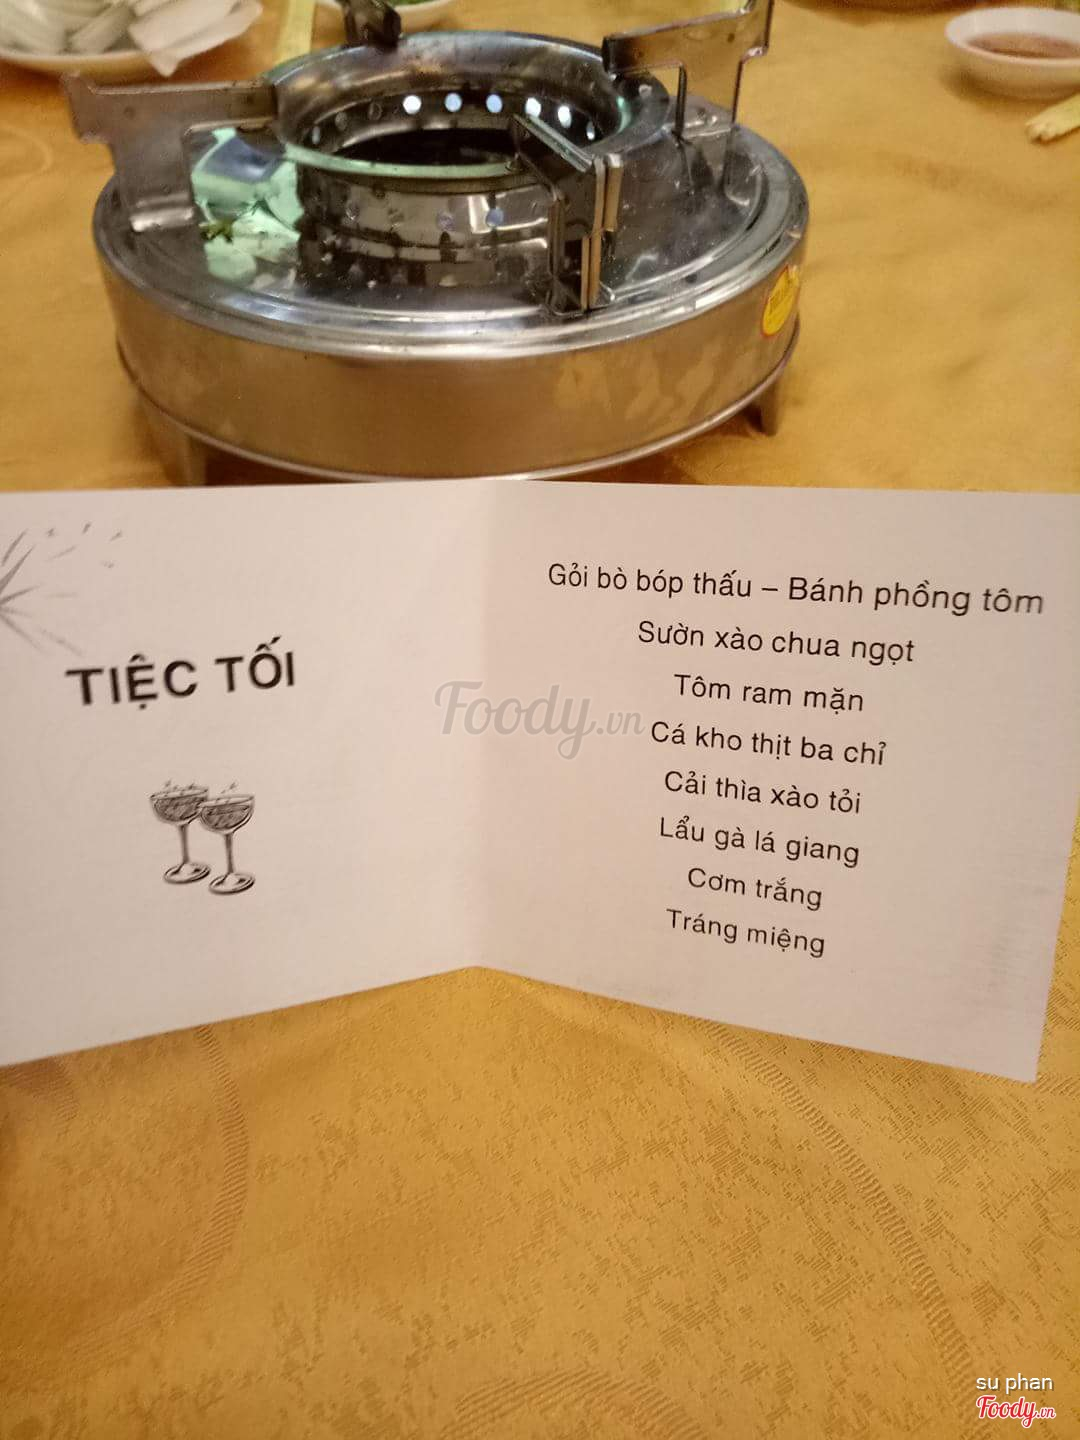 TIỆC TỐI
Gỏi bò bóp thấu – Bánh phồng tôm
Sườn xào chua ngọt
Tôm ram mặn
Cá kho thịt ba chỉ
Cải thìa xào tỏi
Lẩu gà lá giang
Cơm trắng
Tráng miệng
Foody.vn
su phan
Foody.vn